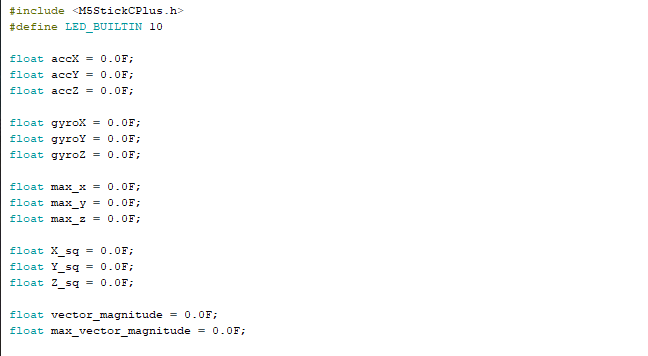 #include <M5StickCPlus.h>
#define LED_BUILTIN 10
float accX = 0.0F;
float accY = 0.0F;
float accZ = 0.0F;
float gyroX = 0.0F;
float gyroY = 0.0F;
float gyroZ = 0.0F;
float max_x = 0.0F;
float max_y = 0.0F;
float max_z = 0.0F;
float X_sq = 0.0F;
float Y_sq = 0.0F;
float Z_sq = 0.0F;
float vector_magnitude = 0.0F;
float max_vector_magnitude = 0.0F;